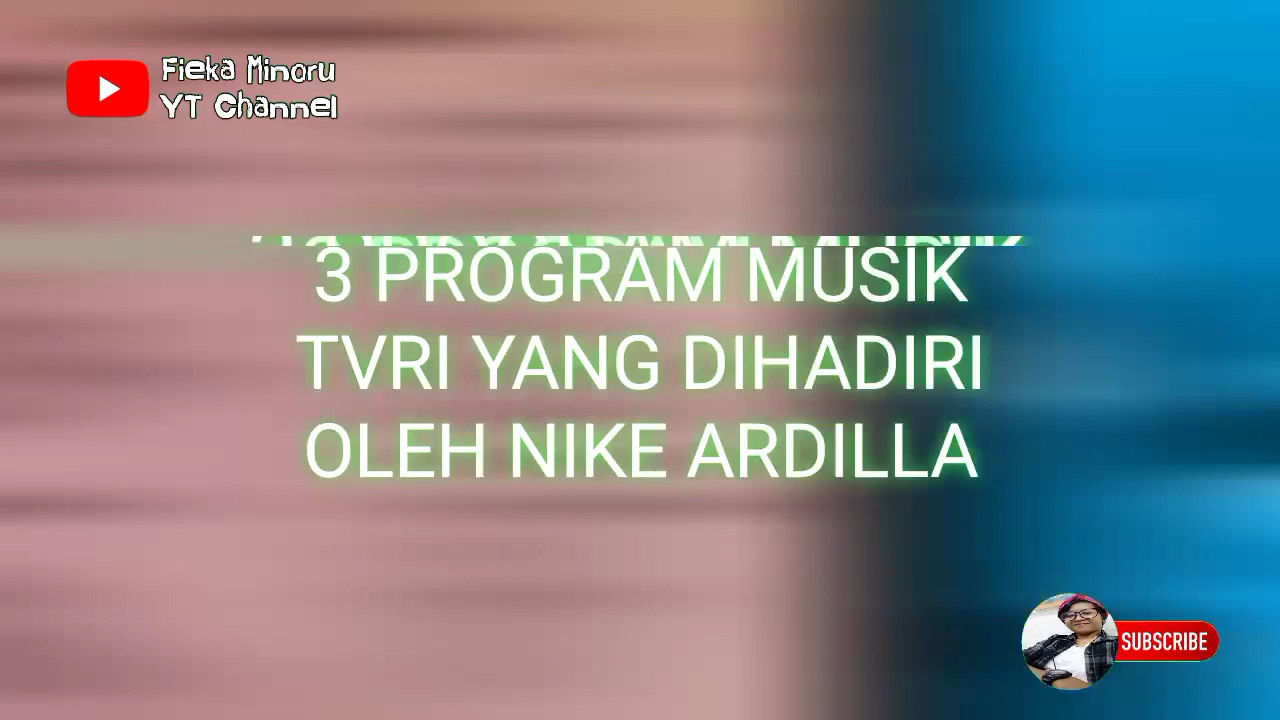 Fieka Minoru
YT Channel
3 PROGRAM MUSIK
TVRI YANG DIHADIRI
OLEH NIKE ARDILLA
SUBSCRIBE